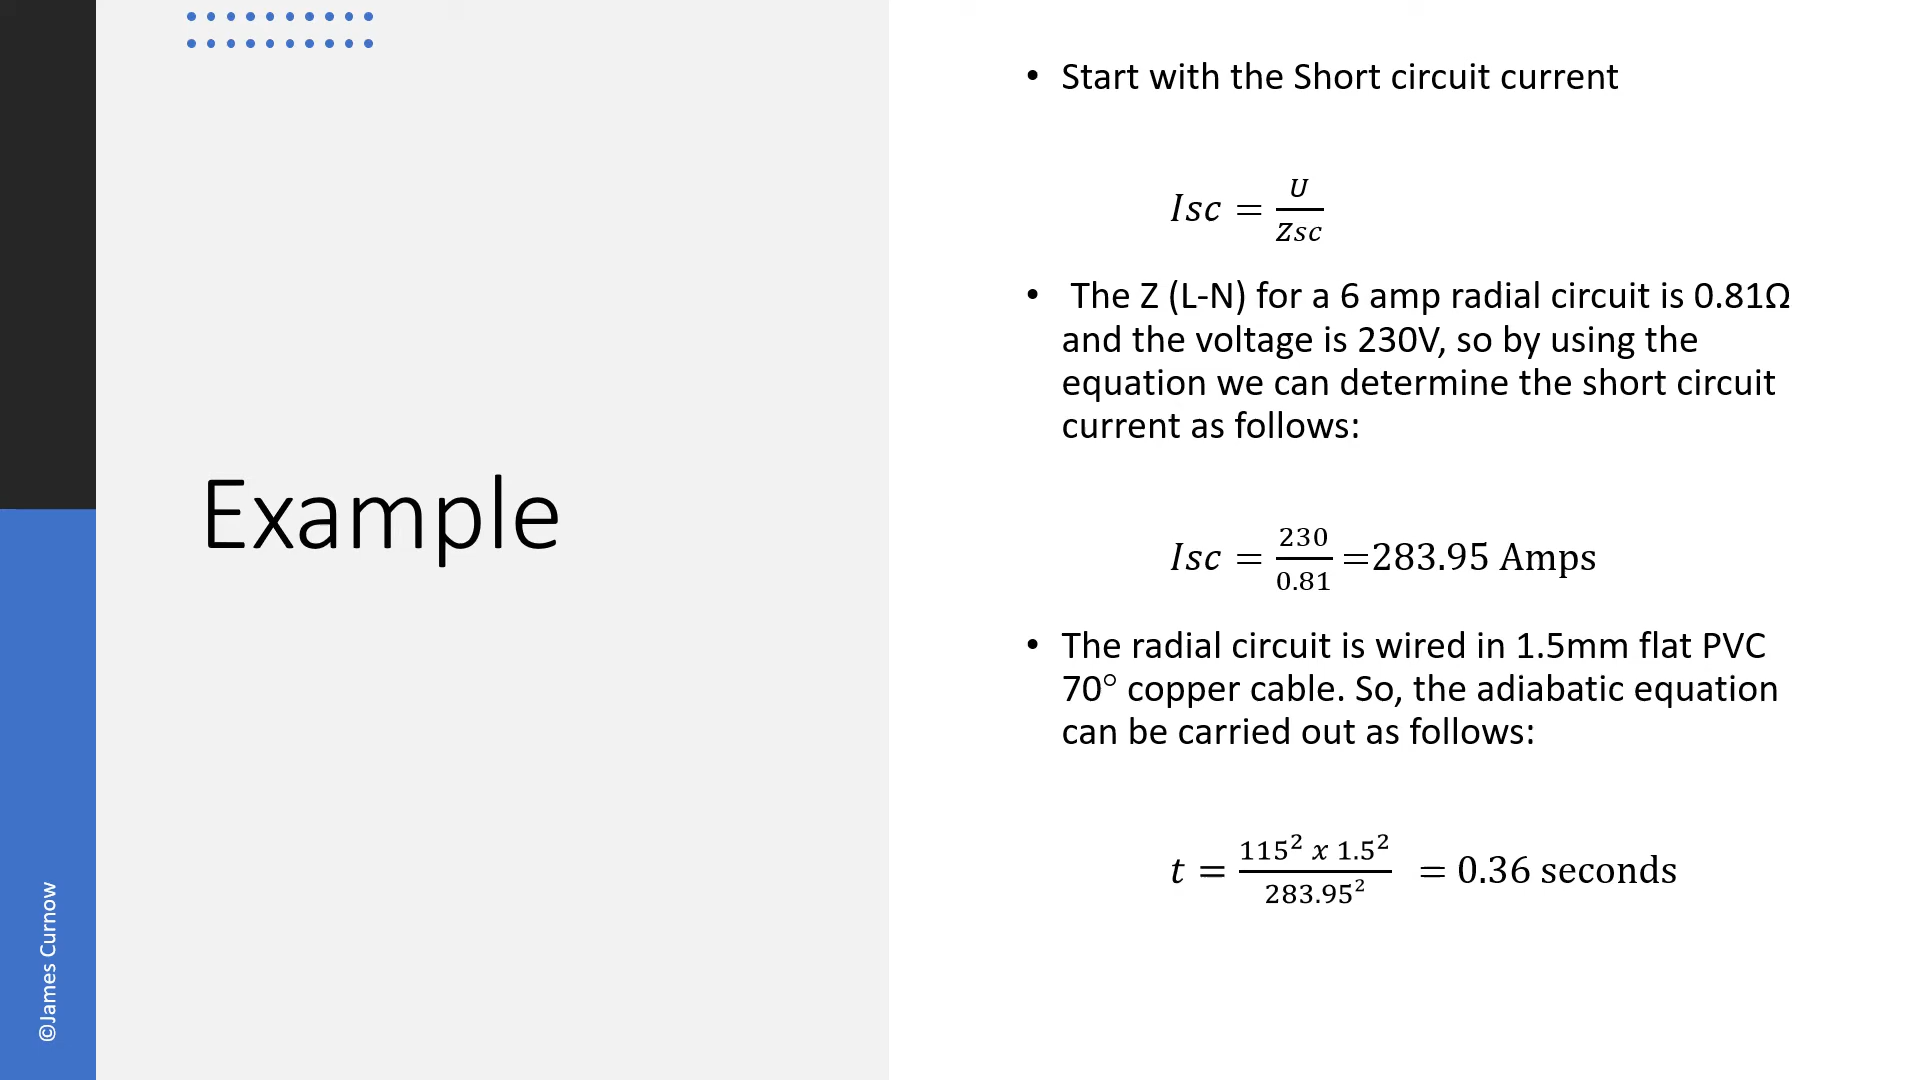 Example
• Start with the Short circuit current
Isc = U/Zsc
• The Z (L-N) for a 6 amp radial circuit is 0.81Ω
and the voltage is 230V, so by using the
equation we can determine the short circuit
current as follows:
Isc = 230/0.81 =283.95 Amps
• The radial circuit is wired in 1.5mm flat PVC
70° copper cable. So, the adiabatic equation
can be carried out as follows:
t = 115² x 1.5²/283.95² = 0.36 seconds
©James Curnow